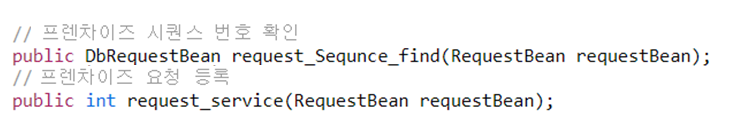 // 프렌차이즈 시퀀스 번호 확인
public DbRequestBean request_Sequnce_find(RequestBean requestBean);
// 프렌차이즈 요청 등록
public int request_service(RequestBean requestBean);